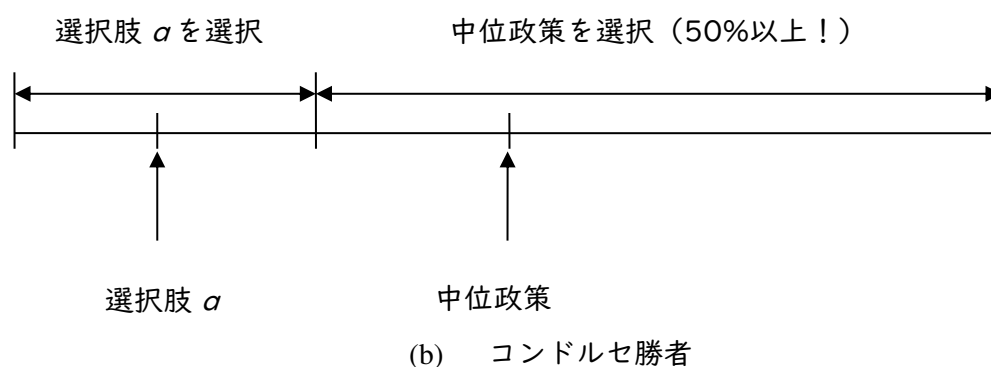 選択肢 a を選択 中位政策を選択（50%以上！）
選択肢 a 中位政策
(b) コンドルセ勝者